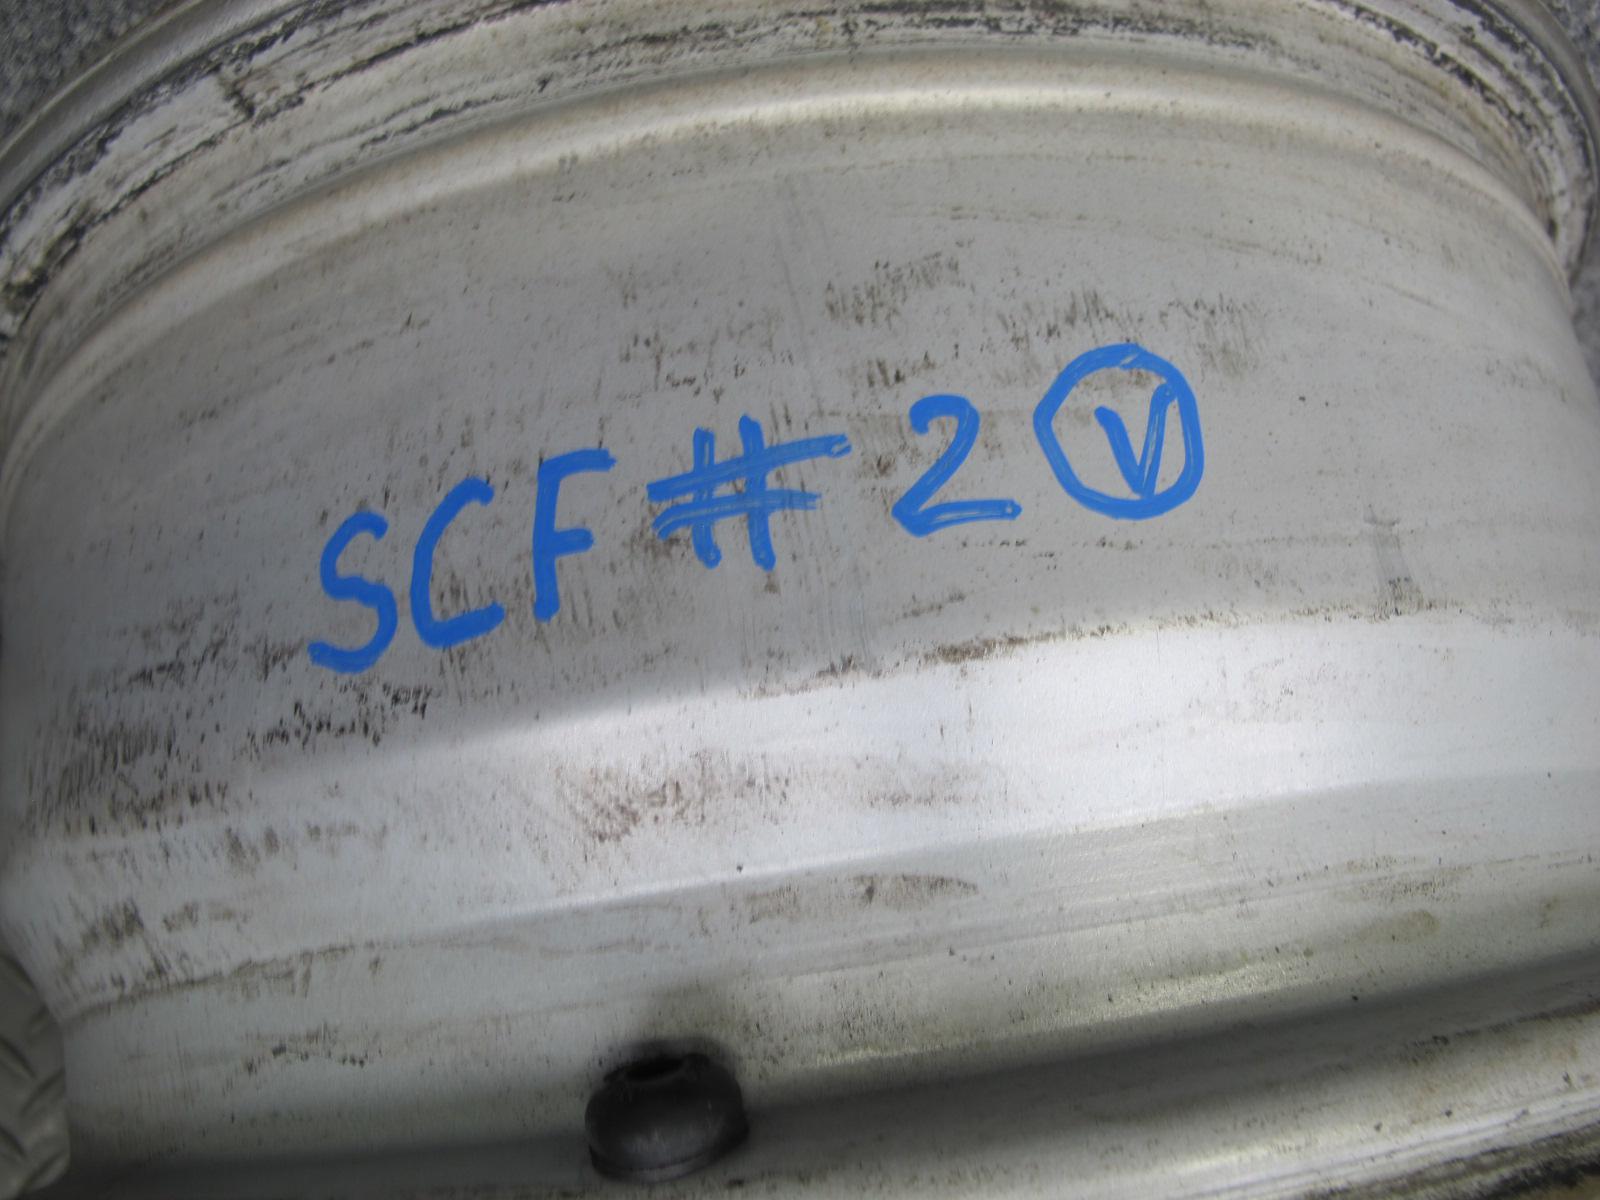 SCF # 2 Ⓥ